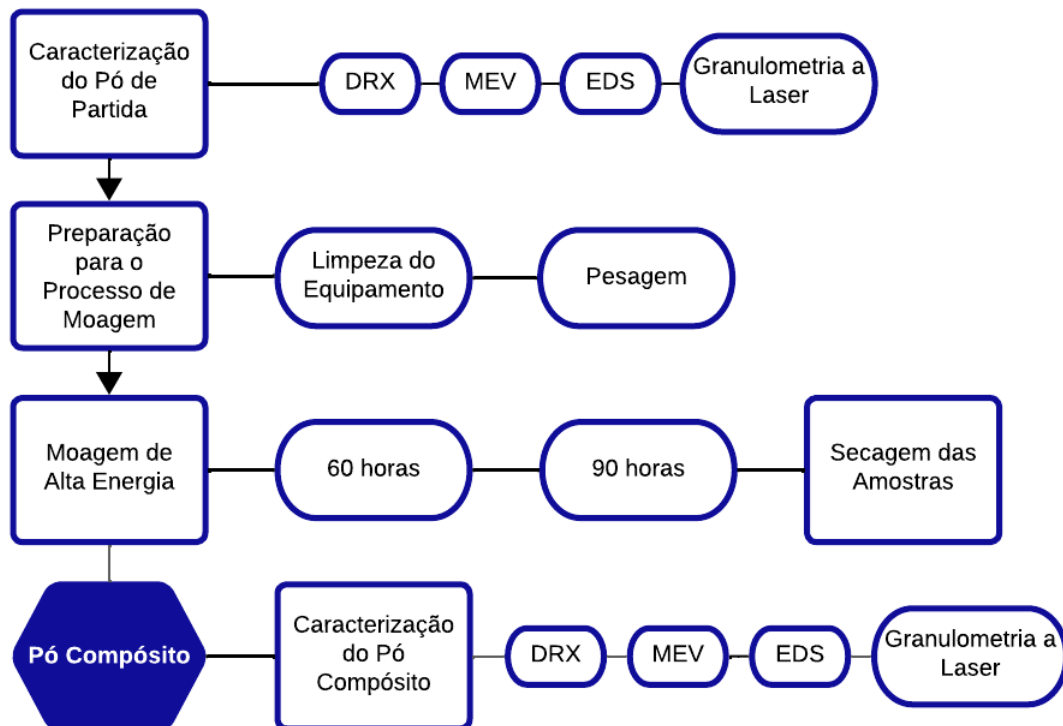 Caracterização
do Pó de
Partida
DRX
MEV
EDS
Granulometria a
Laser
Preparação
para o
Processo de
Moagem
Limpeza do
Equipamento
Pesagem
Moagem de
Alta Energia
60 horas
90 horas
Secagem das
Amostras
Pó Compósito
Caracterização
do Pó
Compósito
DRX
MEV
EDS
Granulometria a
Laser